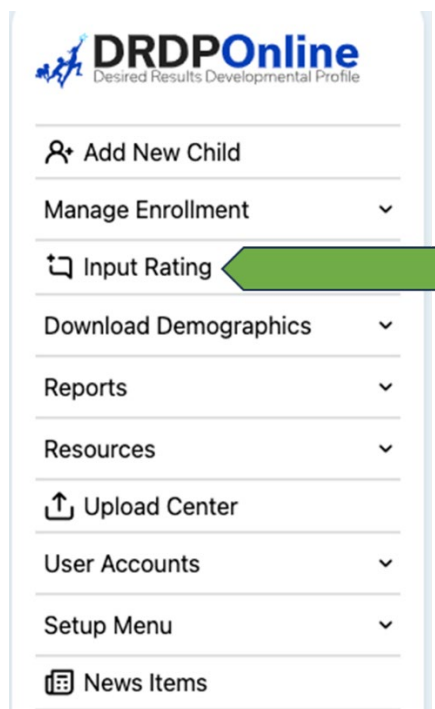 DRDPOnline
Desired Results Developmental Profile
Add New Child
Manage Enrollment
Input Rating
Download Demographics
Reports
Resources
Upload Center
User Accounts
Setup Menu
News Items